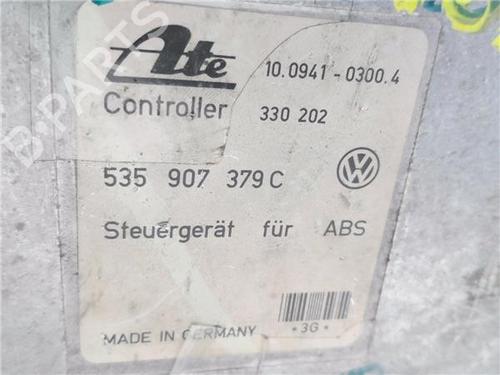 Ate 10.0941-0300.4
Controller 330 202
535 907 379 C
Steuergerät für ABS
MADE IN GERMANY *3G*